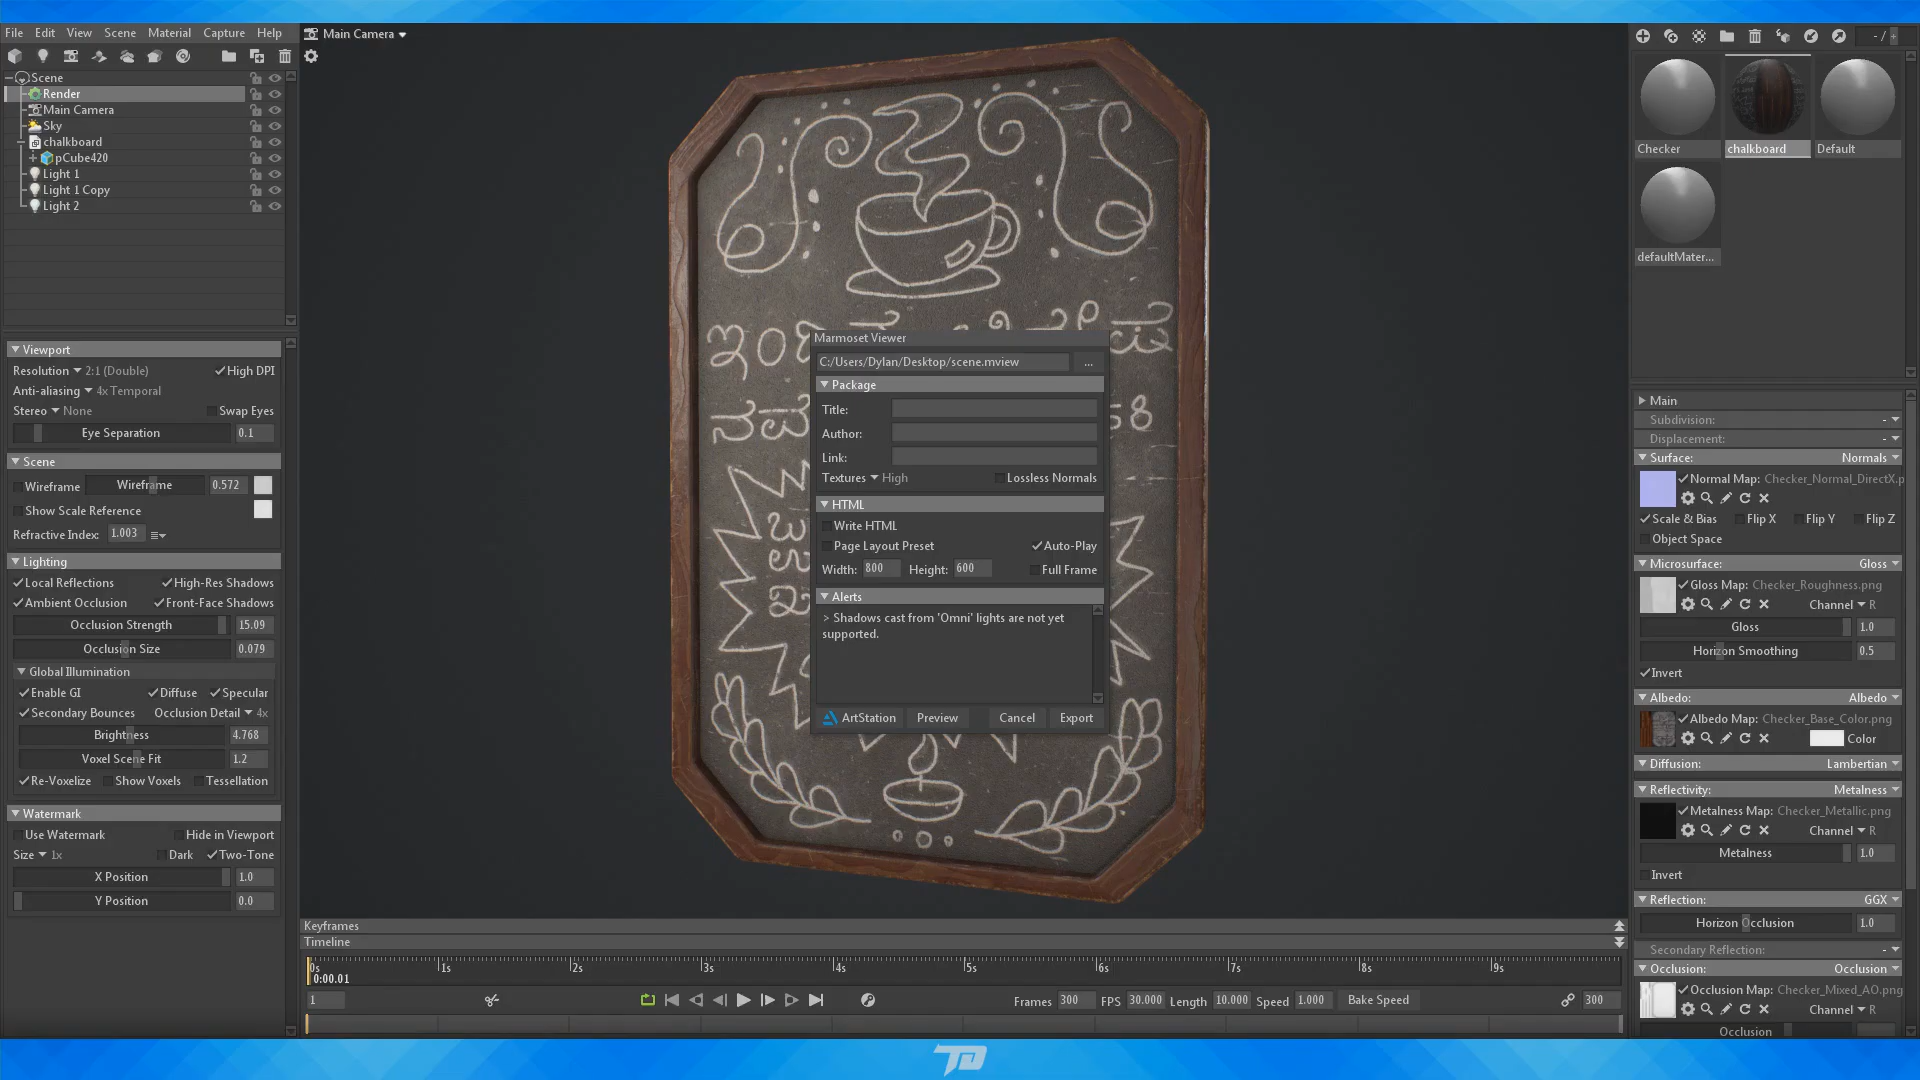 File Edit View Scene Material Capture Help
Main Camera
- / +
Scene
Render
Main Camera
Sky
chalkboard
pCube420
Light 1
Light 1 Copy
Light 2
Viewport
Resolution 2:1 (Double) High DPI
Anti-aliasing 4x Temporal
Stereo None Swap Eyes
Eye Separation 0.1
Scene
Wireframe Wireframe 0.572
Show Scale Reference
Refractive Index: 1.003
Lighting
Local Reflections High-Res Shadows
Ambient Occlusion Front-Face Shadows
Occlusion Strength 15.09
Occlusion Size 0.079
Global Illumination
Enable GI Diffuse Specular
Secondary Bounces Occlusion Detail 4x
Brightness 4.768
Voxel Scene Fit 1.2
Re-Voxelize Show Voxels Tessellation
Watermark
Use Watermark Hide in Viewport
Size 1x Dark Two-Tone
X Position 1.0
Y Position 0.0
Marmoset Viewer
C:/Users/Dylan/Desktop/scene.mview ...
Package
Title:
Author:
Link:
Textures High Lossless Normals
HTML
Write HTML
Page Layout Preset Auto-Play
Width: 800 Height: 600 Full Frame
Alerts
> Shadows cast from 'Omni' lights are not yet
supported.
ArtStation Preview Cancel Export
Keyframes
Timeline
0s 1s 2s 3s 4s 5s 6s 7s 8s 9s
0:00.01
1 Frames 300 FPS 30.000 Length 10.000 Speed 1.000 Bake Speed 300
Checker chalkboard Default
defaultMater...
Main
Subdivision: -
Displacement: -
Surface: Normals
Normal Map: Checker_Normal_DirectX.p
Scale & Bias Flip X Flip Y Flip Z
Object Space
Microsurface: Gloss
Gloss Map: Checker_Roughness.png
Channel R
Gloss 1.0
Horizon Smoothing 0.5
Invert
Albedo: Albedo
Albedo Map: Checker_Base_Color.png
Color
Diffusion: Lambertian
Reflectivity: Metalness
Metalness Map: Checker_Metallic.png
Channel R
Metalness 1.0
Invert
Reflection: GGX
Horizon Occlusion 1.0
Secondary Reflection: -
Occlusion: Occlusion
Occlusion Map: Checker_Mixed_AO.png
Channel R
Occlusion